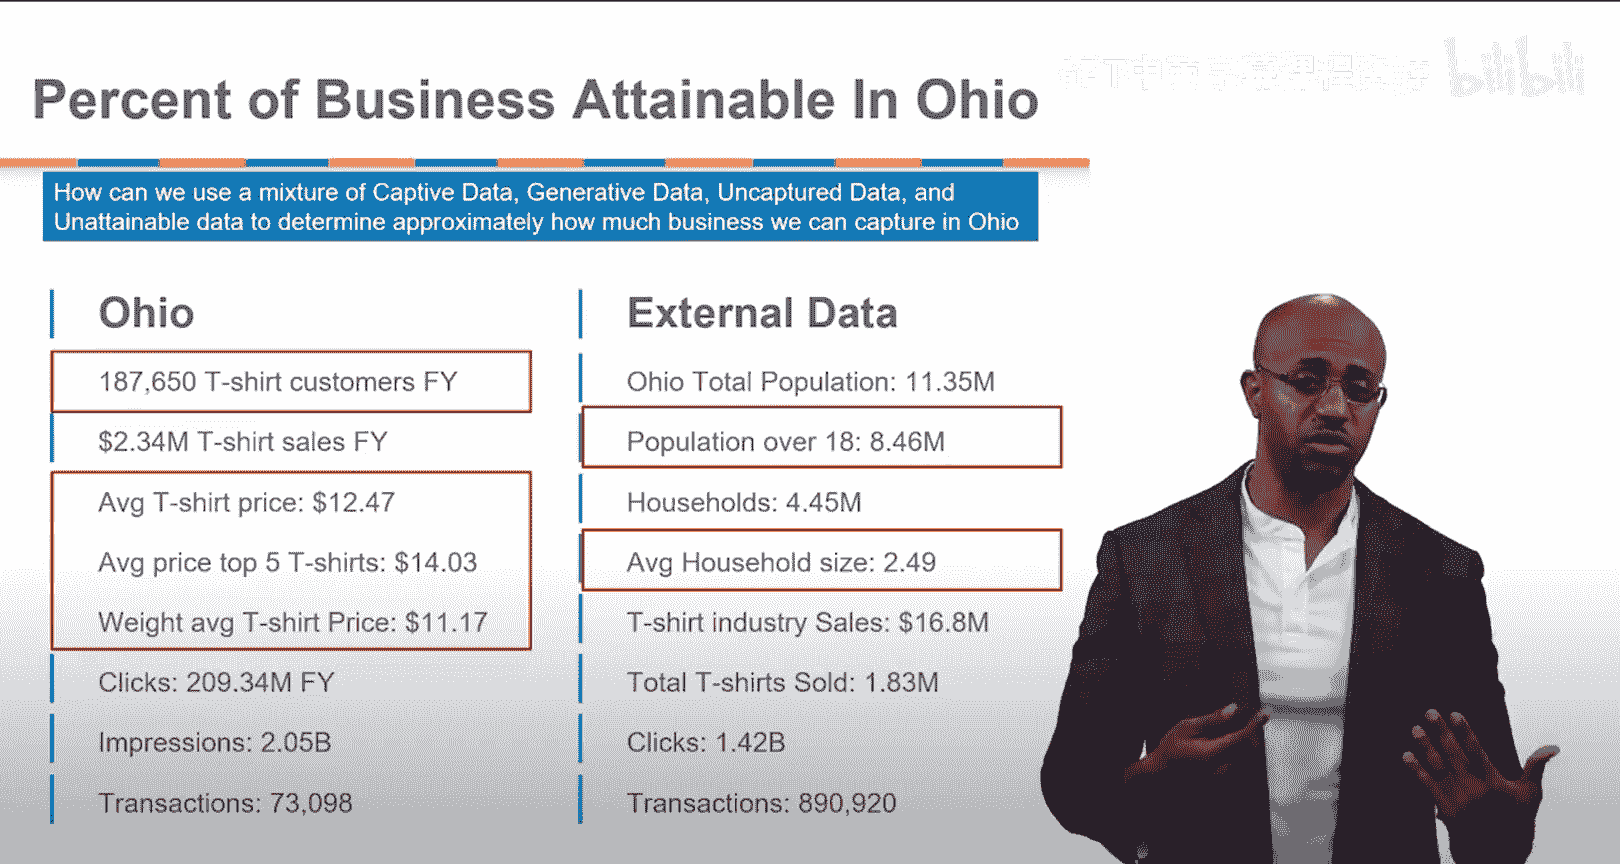 Percent of Business Attainable In Ohio
bilibili
How can we use a mixture of Captive Data, Generative Data, Uncaptured Data, and
Unattainable data to determine approximately how much business we can capture in Ohio
Ohio
187,650 T-shirt customers FY
$2.34M T-shirt sales FY
Avg T-shirt price: $12.47
Avg price top 5 T-shirts: $14.03
Weight avg T-shirt Price: $11.17
Clicks: 209.34M FY
Impressions: 2.05B
Transactions: 73,098
External Data
Ohio Total Population: 11.35M
Population over 18: 8.46M
Households: 4.45M
Avg Household size: 2.49
T-shirt industry Sales: $16.8M
Total T-shirts Sold: 1.83M
Clicks: 1.42B
Transactions: 890,920